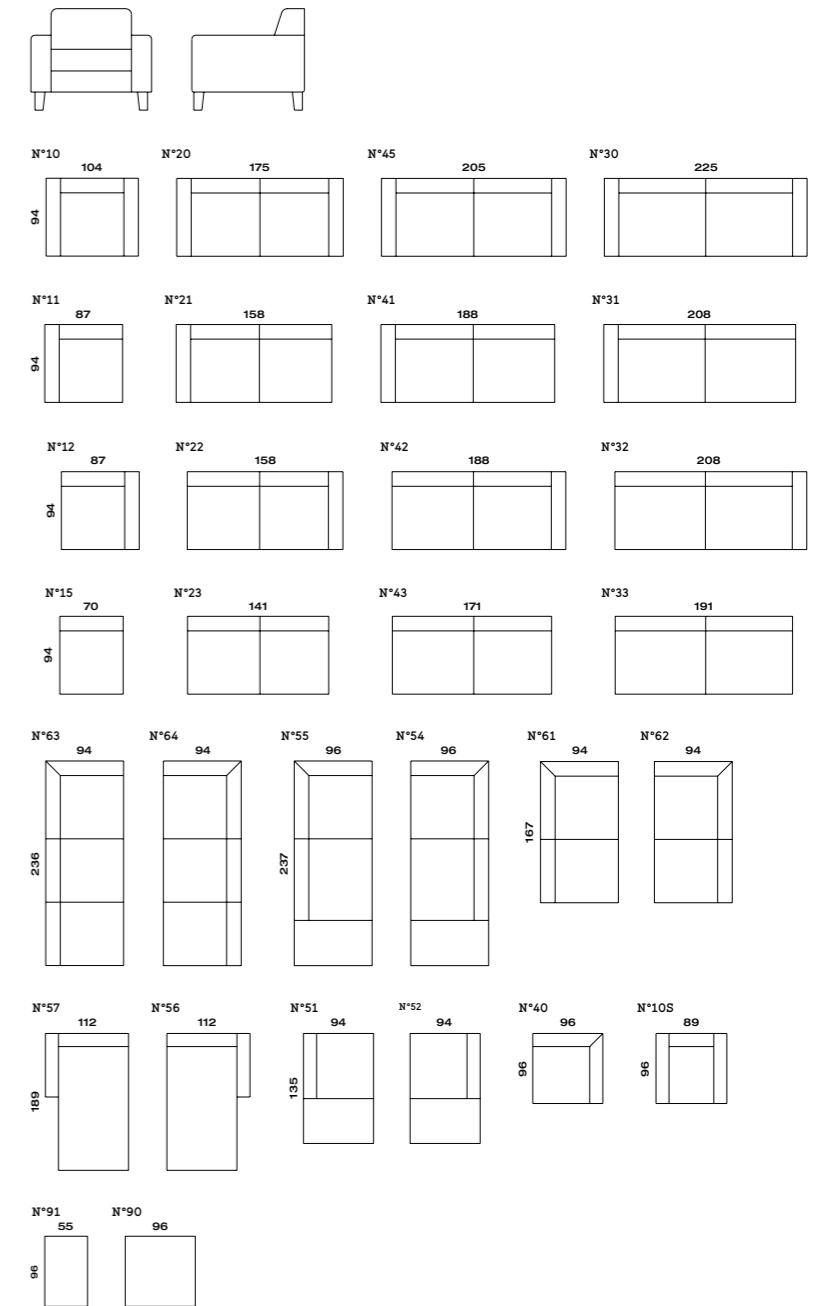 N°10 N°20 N°45 N°30
104 175 205 225
94
N°11 N°21 N°41 N°31
87 158 188 208
94
N°12 N°22 N°42 N°32
87 158 188 208
94
N°15 N°23 N°43 N°33
70 141 171 191
94
N°63 N°64 N°55 N°54 N°61 N°62
94 94 96 96 94 94
236 237 167
N°57 N°56 N°51 N°52 N°40 N°10S
112 112 94 94 96 89
189 135 96 96
N°91 N°90
55 96
96